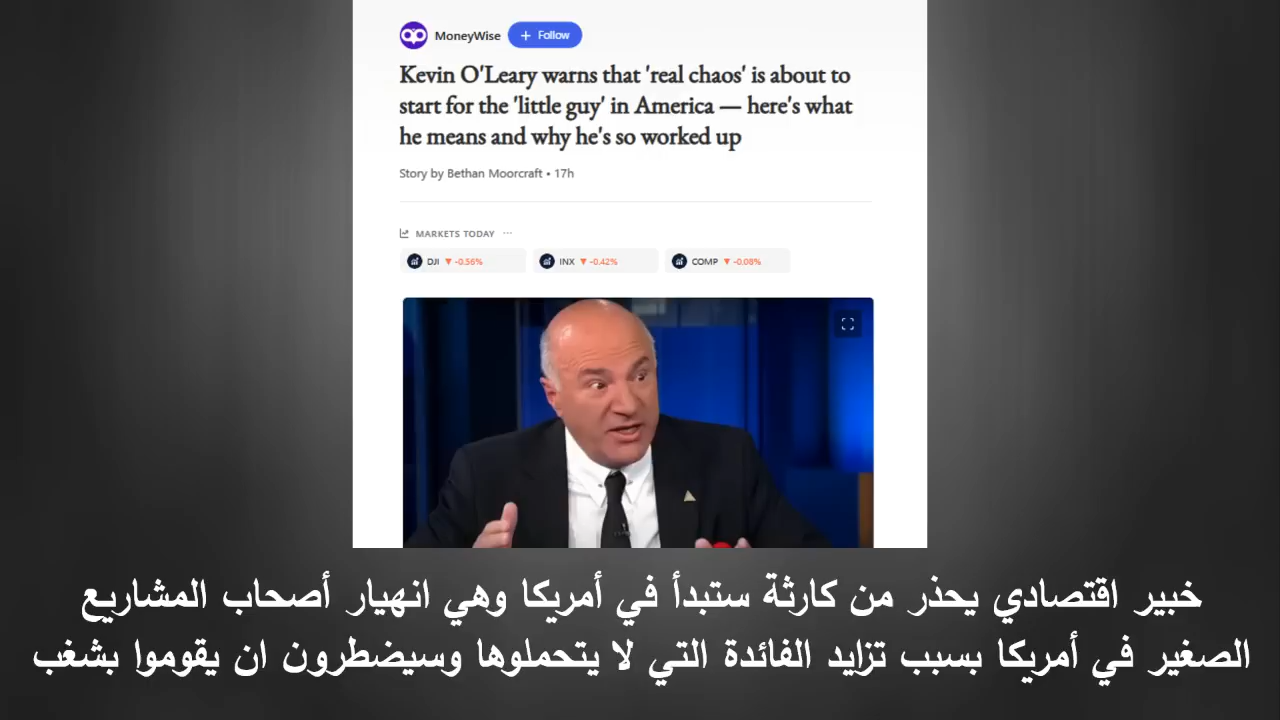 MoneyWise + Follow
Kevin O'Leary warns that 'real chaos' is about to
start for the 'little guy' in America — here's what
he means and why he's so worked up
Story by Bethan Moorcraft • 17h
MARKETS TODAY ...
DJI ▼ -0.56% INX ▼ -0.42% COMP ▼ -0.08%
خبير اقتصادي يحذر من كارثة ستبدأ في أمريكا وهي انهيار أصحاب المشاريع
الصغير في أمريكا بسبب تزايد الفائدة التي لا يتحملوها وسيضطرون ان يقوموا بشغب